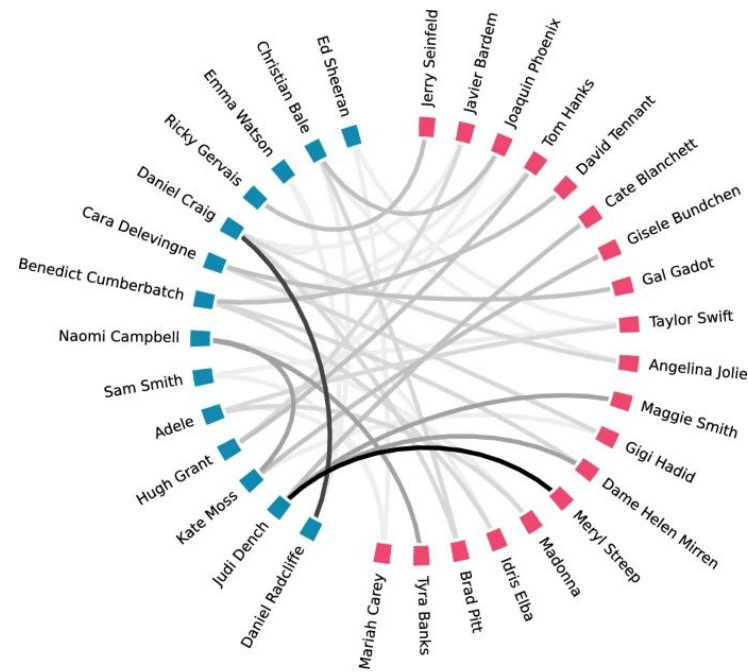 Ed Sheeran
Christian Bale
Emma Watson
Ricky Gervais
Daniel Craig
Cara Delevingne
Benedict Cumberbatch
Naomi Campbell
Sam Smith
Adele
Hugh Grant
Kate Moss
Judi Dench
Daniel Radcliffe
Jerry Seinfeld
Javier Bardem
Joaquin Phoenix
Tom Hanks
David Tennant
Cate Blanchett
Gisele Bundchen
Gal Gadot
Taylor Swift
Angelina Jolie
Maggie Smith
Gigi Hadid
Dame Helen Mirren
Meryl Streep
Madonna
Idris Elba
Brad Pitt
Tyra Banks
Mariah Carey